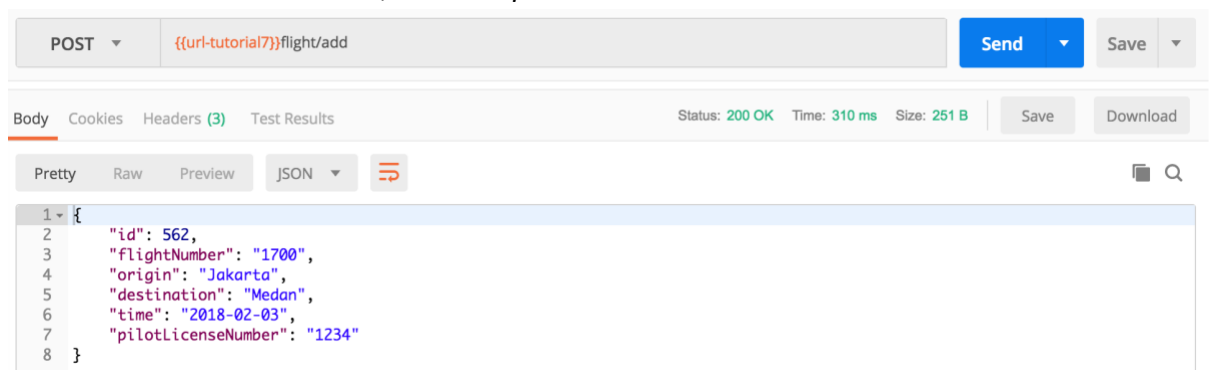 POST {{url-tutorial7}}flight/add Send Save
Body Cookies Headers (3) Test Results Status: 200 OK Time: 310 ms Size: 251 B Save Download
Pretty Raw Preview JSON
1 {
2 "id": 562,
3 "flightNumber": "1700",
4 "origin": "Jakarta",
5 "destination": "Medan",
6 "time": "2018-02-03",
7 "pilotLicenseNumber": "1234"
8 }